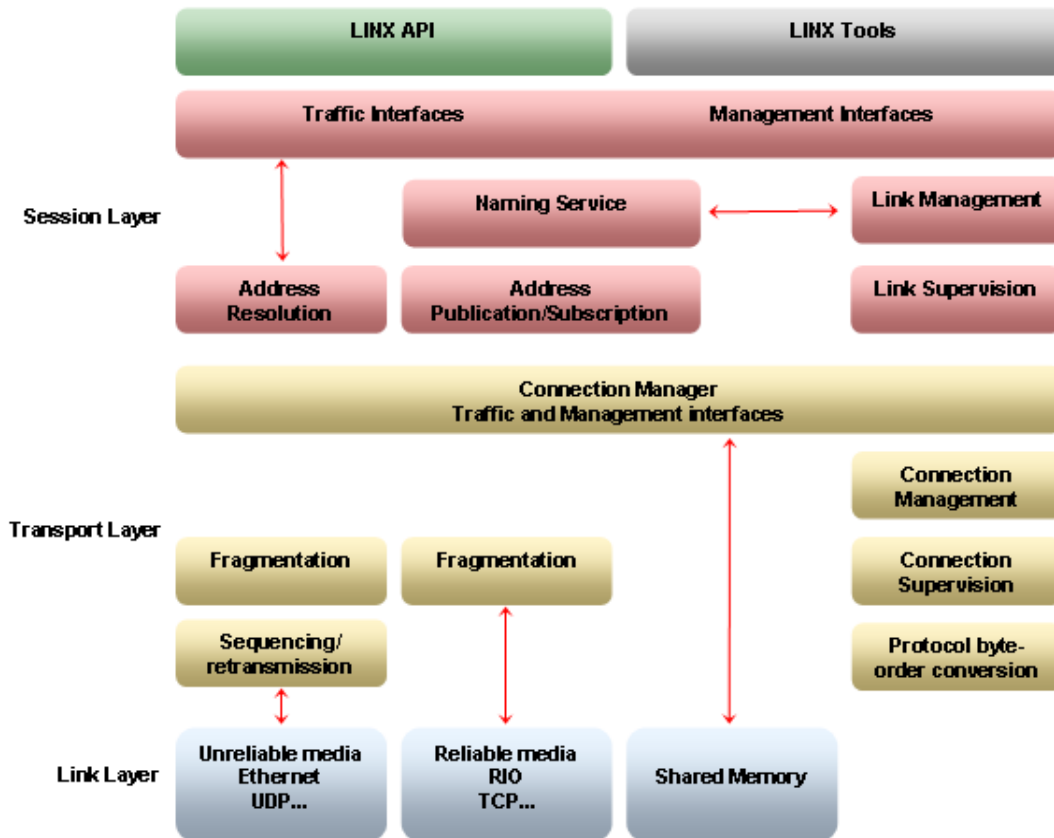 LINX API
LINX Tools
Traffic Interfaces
Management Interfaces
Session Layer
Naming Service
Link Management
Address
Resolution
Address
Publication/Subscription
Link Supervision
Connection Manager
Traffic and Management interfaces
Connection
Management
Transport Layer
Fragmentation
Fragmentation
Connection
Supervision
Sequencing/
retransmission
Protocol byte-
order conversion
Link Layer
Unreliable media
Ethernet
UDP...
Reliable media
RIO
TCP...
Shared Memory